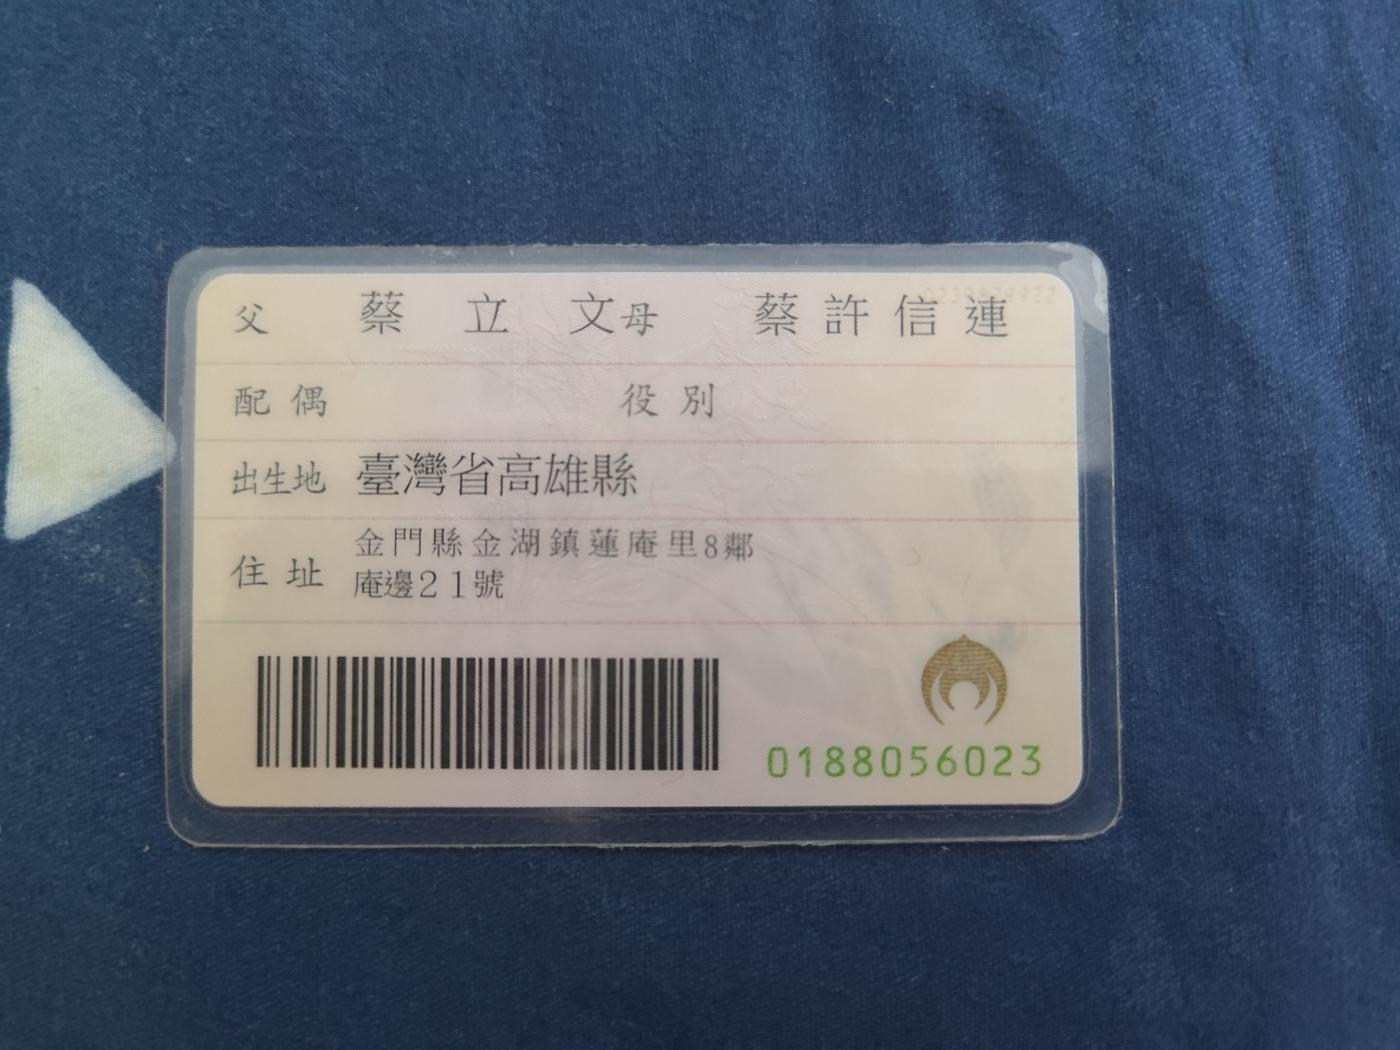 父 蔡立文 母 蔡許信連
配偶 役別
出生地 臺灣省高雄縣
住址 金門縣金湖鎮蓮庵里8鄰
庵邊21號
0188056023